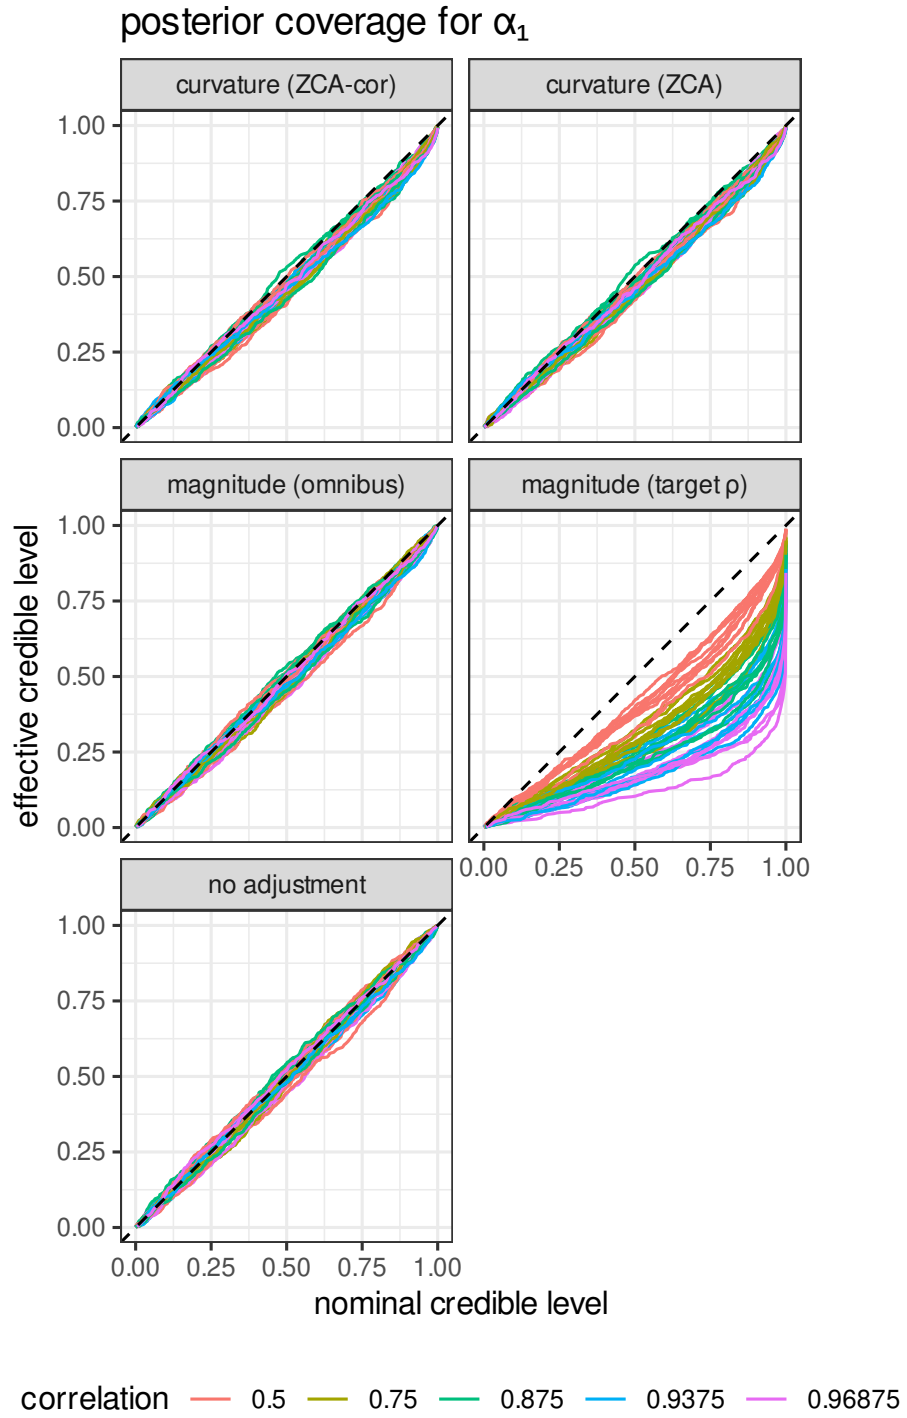 posterior coverage for α₁
curvature (ZCA-cor)
curvature (ZCA)
1.00
0.75
0.50
0.25
0.00
magnitude (omnibus)
magnitude (target ρ)
1.00
0.75
0.50
0.25
0.00
0.00 0.25 0.50 0.75 1.00
effective credible level
no adjustment
1.00
0.75
0.50
0.25
0.00
0.00 0.25 0.50 0.75 1.00
nominal credible level
correlation 0.5 0.75 0.875 0.9375 0.96875